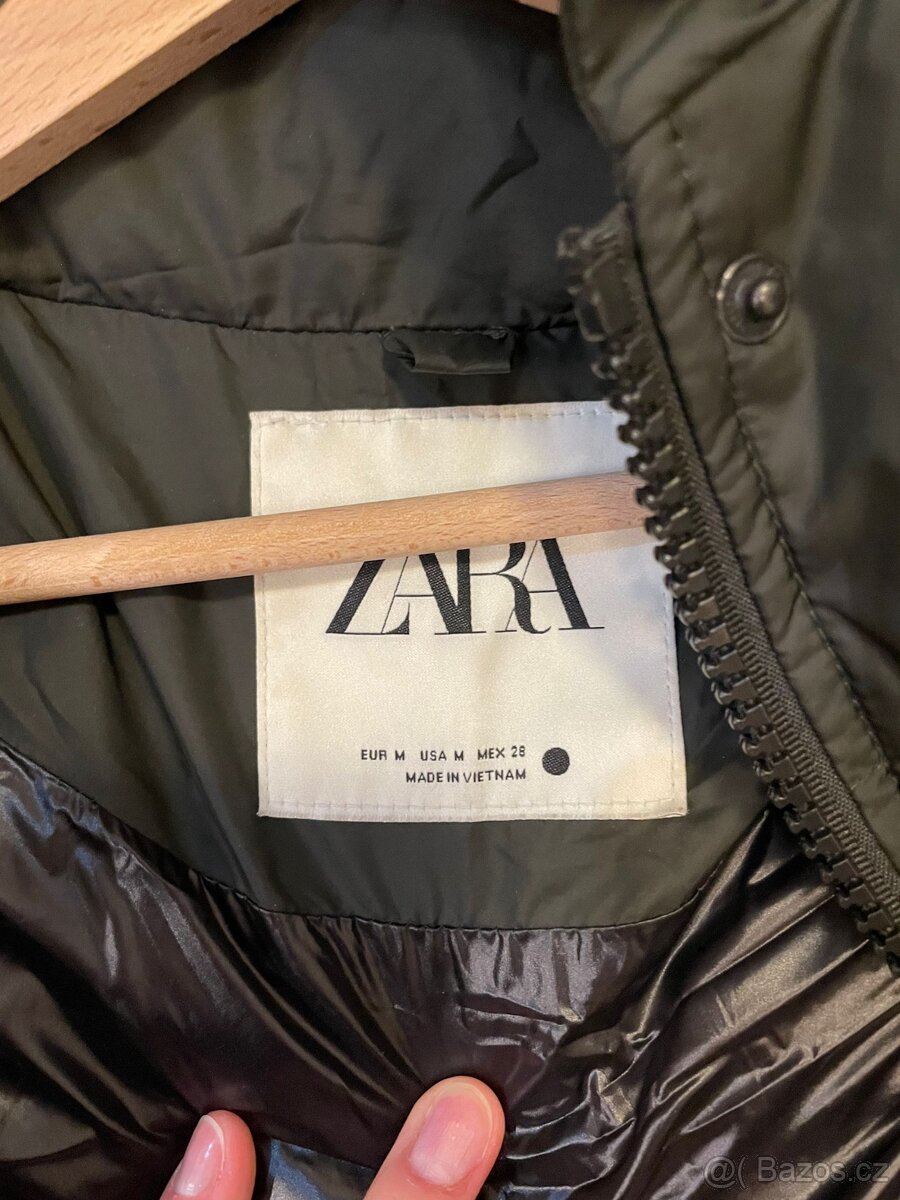 ZARA
EUR M USA M MEX 28
MADE IN VIETNAM
@( Bazos.cz